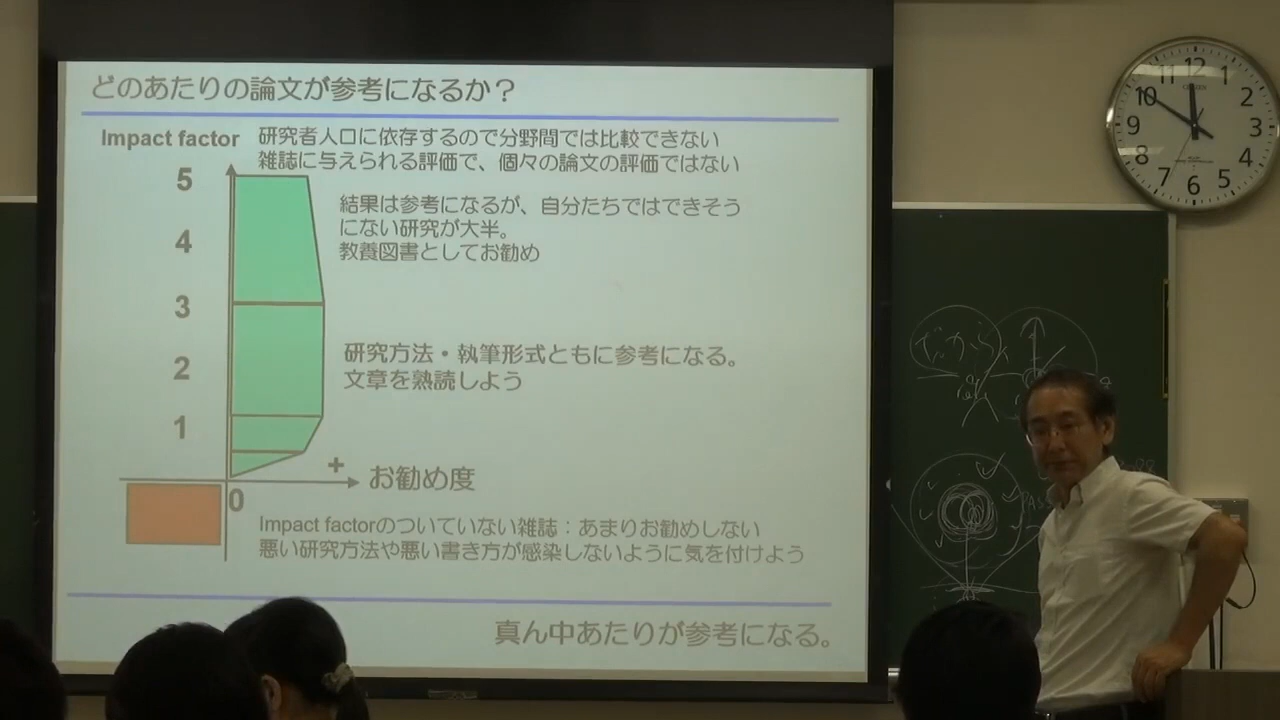 どのあたりの論文が参考になるか？
Impact factor
研究者人口に依存するので分野間では比較できない
雑誌に与えられる評価で、個々の論文の評価ではない
5
4
3
2
1
0
結果は参考になるが、自分たちではできそう
にない研究が大半。
教養図書としてお勧め
研究方法・執筆形式ともに参考になる。
文章を熟読しよう
+
お勧め度
Impact factorのついていない雑誌：あまりお勧めしない
悪い研究方法や悪い書き方が感染しないように気を付けよう
真ん中あたりが参考になる。
12
1
2
3
4
5
6
7
8
9
10
11
CITIZEN
だから